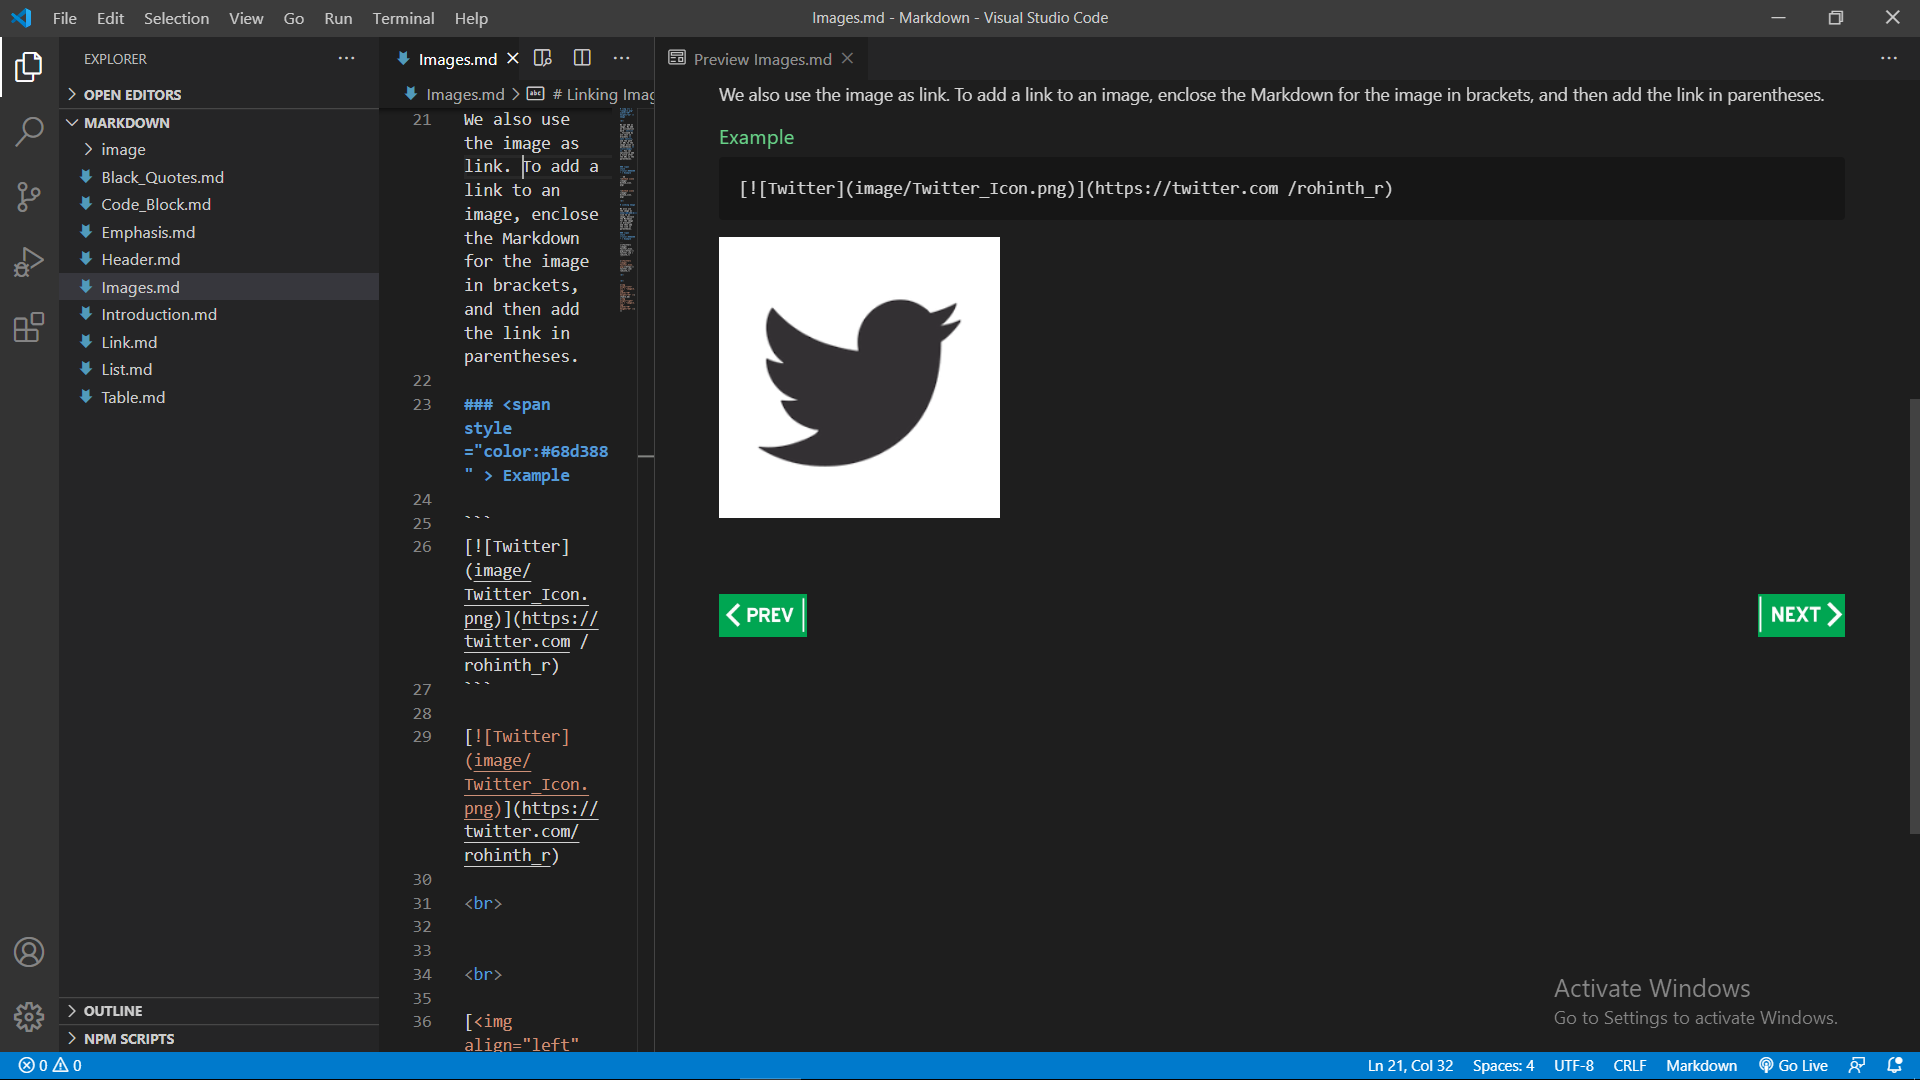 File Edit Selection View Go Run Terminal Help
Images.md - Markdown - Visual Studio Code
EXPLORER
OPEN EDITORS
MARKDOWN
image
Black_Quotes.md
Code_Block.md
Emphasis.md
Header.md
Images.md
Introduction.md
Link.md
List.md
Table.md
OUTLINE
NPM SCRIPTS
Images.md
Images.md > # Linking Imag
21 We also use
the image as
link. To add a
link to an
image, enclose
the Markdown
for the image
in brackets,
and then add
the link in
parentheses.
22
23 ### <span
style
="color:#68d388
" > Example
24
25 ```
26 [![Twitter]
(image/
Twitter_Icon.
png)](https://
twitter.com /
rohinth_r)
27 ```
28
29 [![Twitter]
(image/
Twitter_Icon.
png)](https://
twitter.com/
rohinth_r)
30
31 <br>
32
33
34 <br>
35
36 [<img
align="left"
Preview Images.md
We also use the image as link. To add a link to an image, enclose the Markdown for the image in brackets, and then add the link in parentheses.
Example
[![Twitter](image/Twitter_Icon.png)](https://twitter.com /rohinth_r)
PREV
NEXT
Activate Windows
Go to Settings to activate Windows.
0 0
Ln 21, Col 32 Spaces: 4 UTF-8 CRLF Markdown Go Live